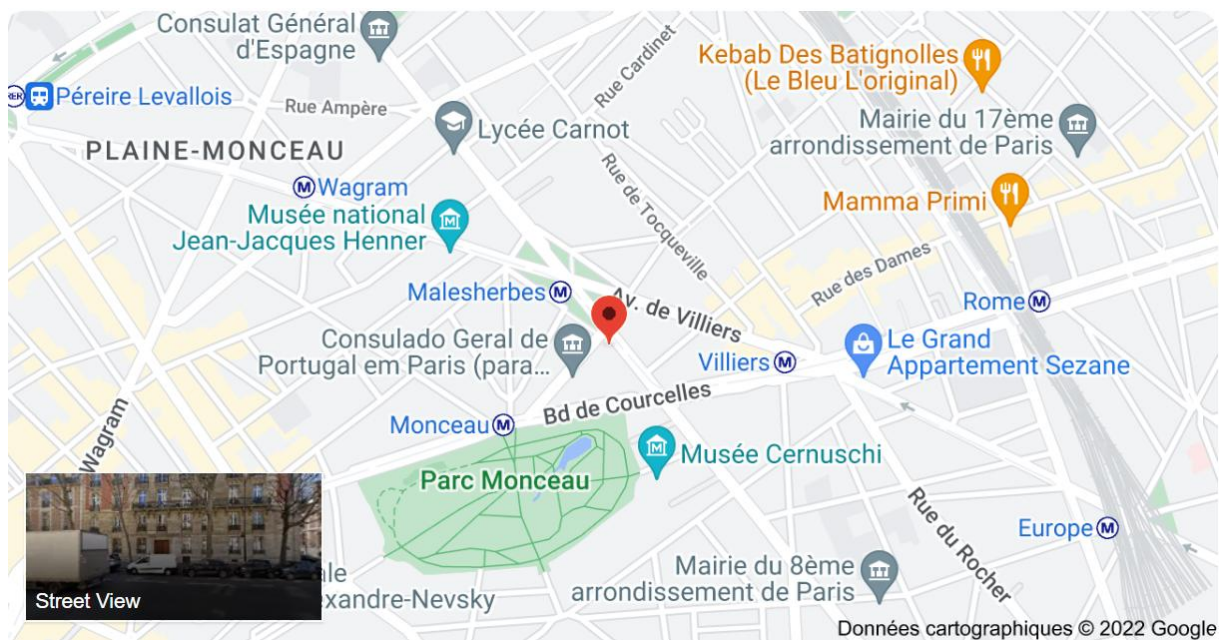 Consulat Général
d'Espagne
Kebab Des Batignolles
(Le Bleu L'original)
Rue Cardinet
RER
Péreire Levallois
Rue Ampère
Lycée Carnot
Mairie du 17ème
arrondissement de Paris
PLAINE-MONCEAU
M Wagram
Rue de Tocqueville
Mamma Primi
Musée national
Jean-Jacques Henner
Rue des Dames
Malesherbes M
Av. de Villiers
Rome M
Consulado Geral de
Portugal em Paris (para...
Villiers M
Le Grand
Appartement Sezane
Bd de Courcelles
Monceau M
Wagram
Musée Cernuschi
Parc Monceau
Rue du Rocher
Europe M
Mairie du 8ème
arrondissement de Paris
ale
exandre-Nevsky
Street View
Données cartographiques © 2022 Google